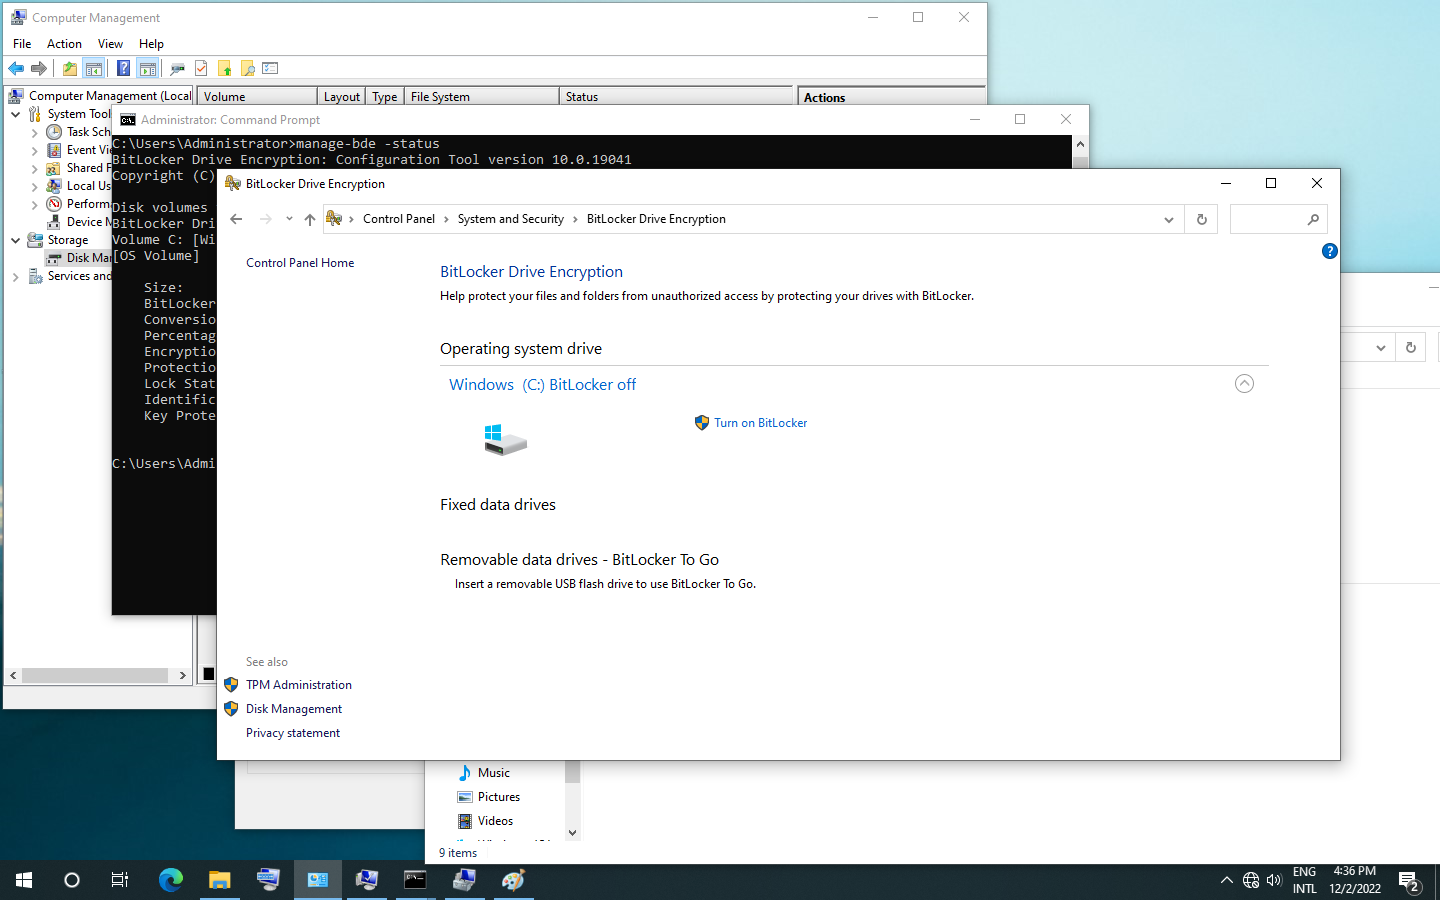 Computer Management
File Action View Help
Computer Management (Local
System Tool
Task Sch
Event Vi
Shared F
Local Us
Performa
Device M
Storage
Disk Mar
Services and
Volume Layout Type File System Status
Actions
Administrator: Command Prompt
C:\Users\Administrator>manage-bde -status
BitLocker Drive Encryption: Configuration Tool version 10.0.19041
Copyright (C)
Disk volumes
BitLocker Dri
Volume C: [Wi
[OS Volume]
Size:
BitLocker
Conversio
Percentag
Encryptio
Protectio
Lock Stat
Identific
Key Prote
C:\Users\Admi
BitLocker Drive Encryption
Control Panel > System and Security > BitLocker Drive Encryption
Control Panel Home
BitLocker Drive Encryption
Help protect your files and folders from unauthorized access by protecting your drives with BitLocker.
Operating system drive
Windows (C:) BitLocker off
Turn on BitLocker
Fixed data drives
Removable data drives - BitLocker To Go
Insert a removable USB flash drive to use BitLocker To Go.
See also
TPM Administration
Disk Management
Privacy statement
Music
Pictures
Videos
9 items
ENG
INTL
4:36 PM
12/2/2022
2